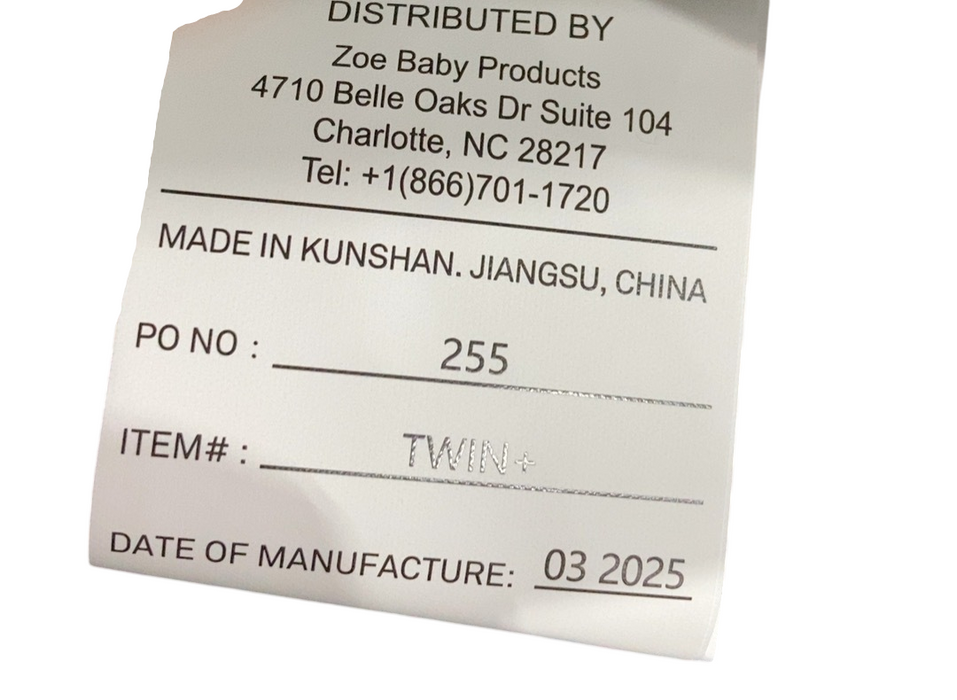 DISTRIBUTED BY
Zoe Baby Products
4710 Belle Oaks Dr Suite 104
Charlotte, NC 28217
Tel: +1(866)701-1720
MADE IN KUNSHAN. JIANGSU, CHINA
PO NO : 255
ITEM# : TWIN+
DATE OF MANUFACTURE: 03 2025